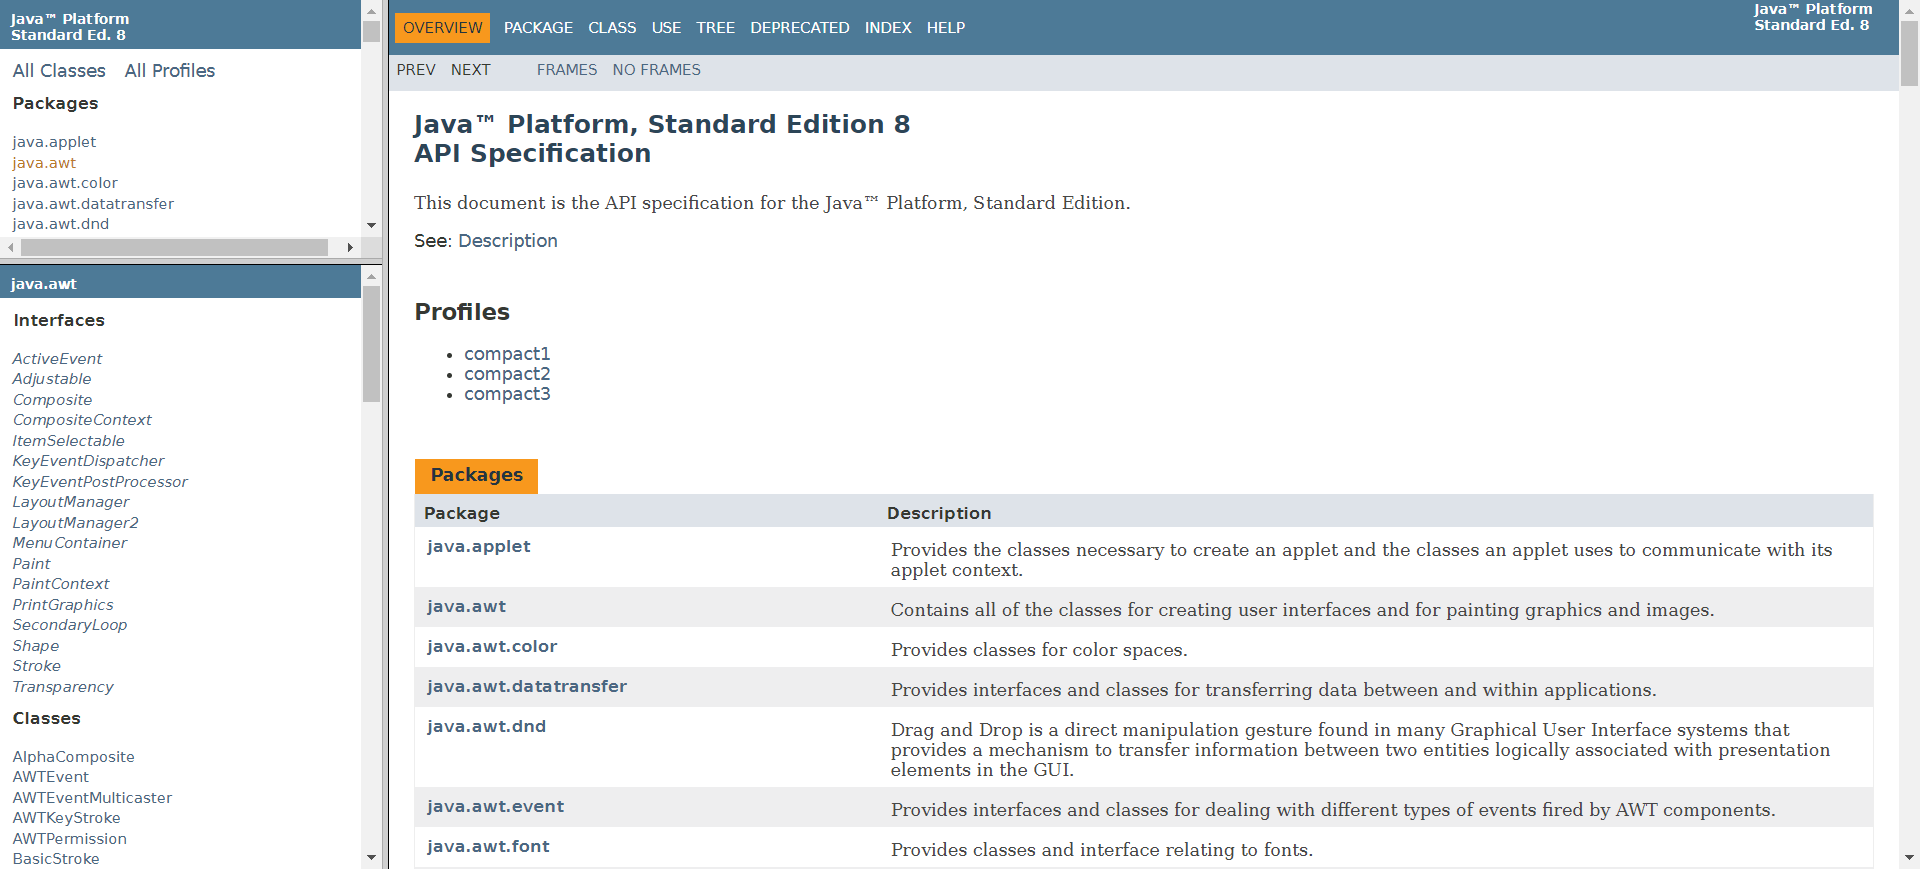 Java™ Platform
Standard Ed. 8
All Classes All Profiles
Packages
java.applet
java.awt
java.awt.color
java.awt.datatransfer
java.awt.dnd
java.awt
Interfaces
ActiveEvent
Adjustable
Composite
CompositeContext
ItemSelectable
KeyEventDispatcher
KeyEventPostProcessor
LayoutManager
LayoutManager2
MenuContainer
Paint
PaintContext
PrintGraphics
SecondaryLoop
Shape
Stroke
Transparency
Classes
AlphaComposite
AWTEvent
AWTEventMulticaster
AWTKeyStroke
AWTPermission
BasicStroke
OVERVIEW PACKAGE CLASS USE TREE DEPRECATED INDEX HELP
Java™ Platform
Standard Ed. 8
PREV NEXT FRAMES NO FRAMES
Java™ Platform, Standard Edition 8
API Specification
This document is the API specification for the Java™ Platform, Standard Edition.
See: Description
Profiles
• compact1
• compact2
• compact3
Packages
Package Description
java.applet Provides the classes necessary to create an applet and the classes an applet uses to communicate with its
applet context.
java.awt Contains all of the classes for creating user interfaces and for painting graphics and images.
java.awt.color Provides classes for color spaces.
java.awt.datatransfer Provides interfaces and classes for transferring data between and within applications.
java.awt.dnd Drag and Drop is a direct manipulation gesture found in many Graphical User Interface systems that
provides a mechanism to transfer information between two entities logically associated with presentation
elements in the GUI.
java.awt.event Provides interfaces and classes for dealing with different types of events fired by AWT components.
java.awt.font Provides classes and interface relating to fonts.